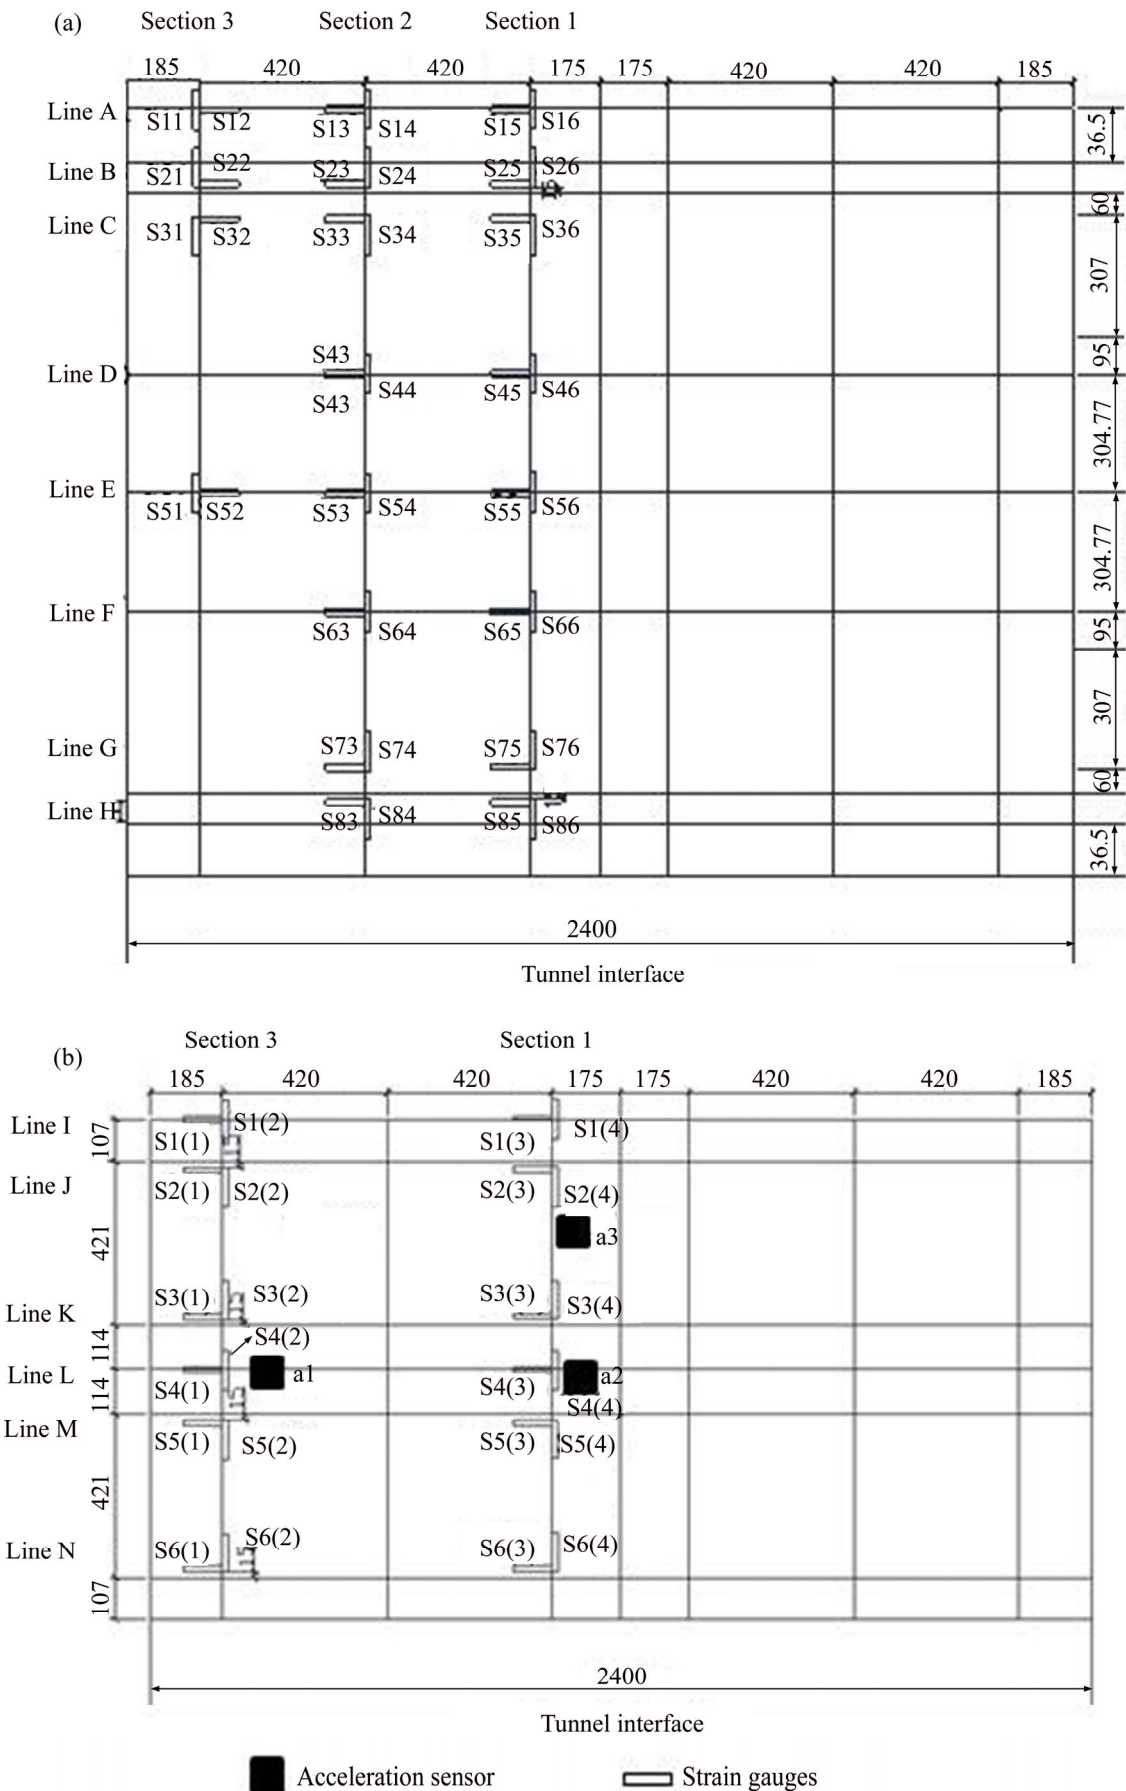 (a)
Section 3 Section 2 Section 1
185 420 420 175 175 420 420 185
Line A
S11 S12 S13 S14 S15 S16
36.5
Line B
S21 S22 S23 S24 S25 S26
60
Line C
S31 S32 S33 S34 S35 S36
307
95
Line D
S43
S43 S44 S45 S46
304.77
Line E
S51 S52 S53 S54 S55 S56
304.77
Line F
S63 S64 S65 S66
95
307
Line G
S73 S74 S75 S76
60
Line H
S83 S84 S85 S86
36.5
2400
Tunnel interface
(b)
Section 3 Section 1
185 420 420 175 175 420 420 185
Line I
S1(1) S1(2) S1(3) S1(4)
107
Line J
S2(1) S2(2) S2(3) S2(4)
a3
421
Line K
S3(1) S3(2) S3(3) S3(4)
114
S4(2)
Line L
a1 a2
S4(1) S4(3) S4(4)
114
Line M
S5(1) S5(2) S5(3) S5(4)
421
Line N
S6(1) S6(2) S6(3) S6(4)
107
2400
Tunnel interface
Acceleration sensor Strain gauges